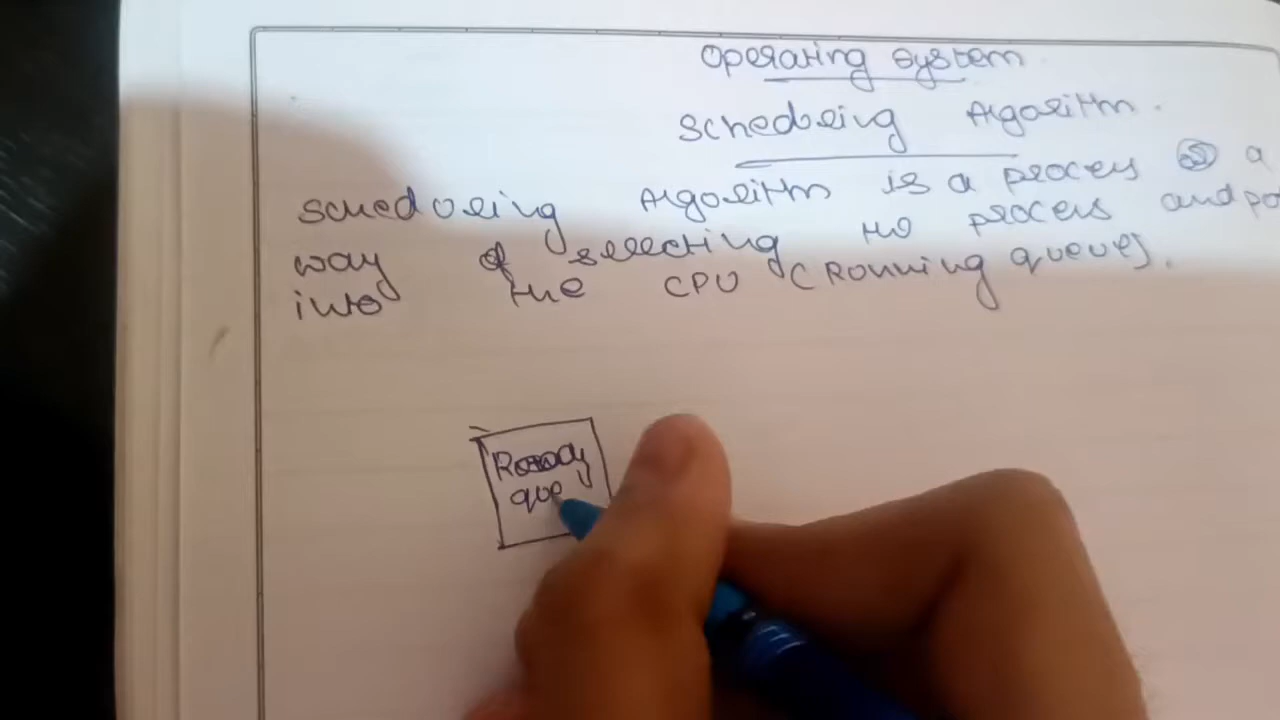 Operating System
Scheduling Algorithm.
Scheduling Algorithm is a process a
way of selecting the process and
into the CPU (Running queues.
Ready
que